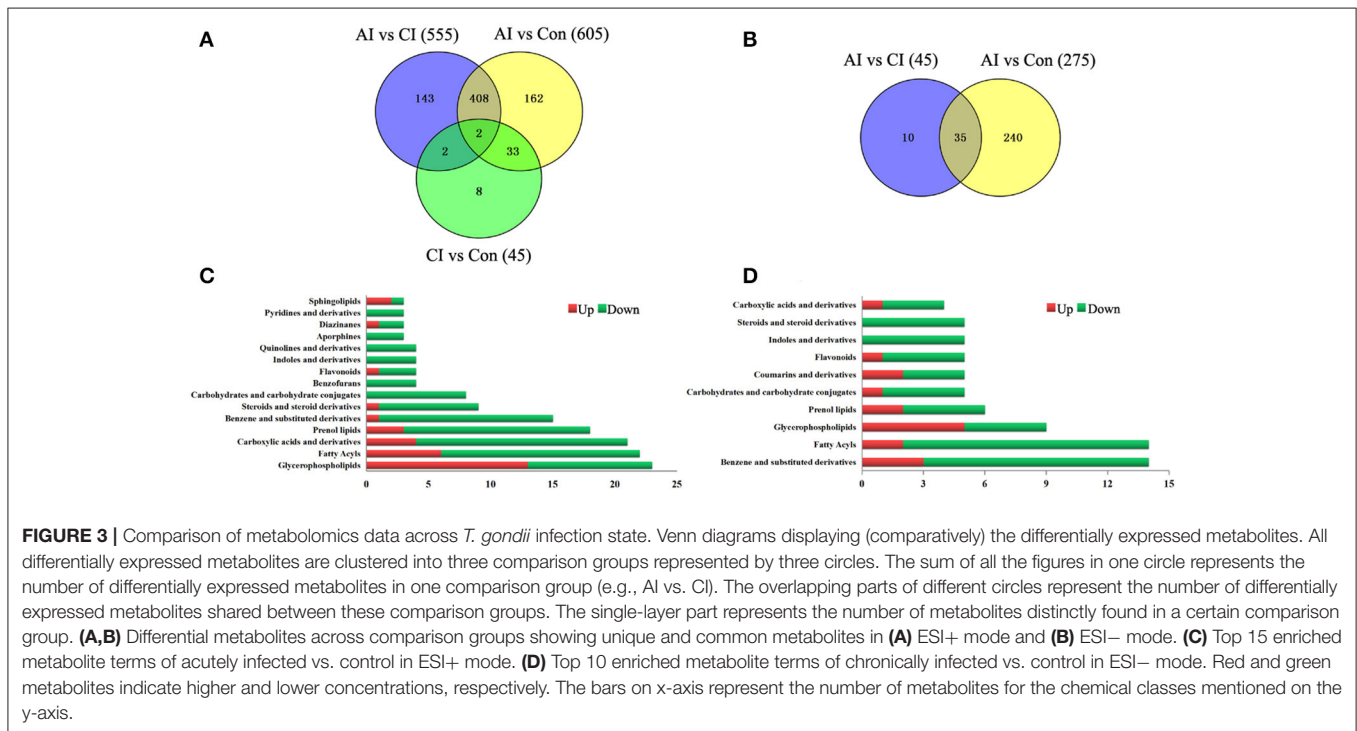 A
AI vs CI (555)
AI vs Con (605)
143
408
162
2
2
33
8
CI vs Con (45)
B
AI vs CI (45)
AI vs Con (275)
10
35
240
C
Up Down
Sphingolipids
Pyridines and derivatives
Diazinanes
Aporphines
Quinolines and derivatives
Indoles and derivatives
Flavonoids
Benzofurans
Carbohydrates and carbohydrate conjugates
Steroids and steroid derivatives
Benzene and substituted derivatives
Prenol lipids
Carboxylic acids and derivatives
Fatty Acyls
Glycerophospholipids
0 5 10 15 20 25
D
Up Down
Carboxylic acids and derivatives
Steroids and steroid derivatives
Indoles and derivatives
Flavonoids
Coumarins and derivatives
Carbohydrates and carbohydrate conjugates
Prenol lipids
Glycerophospholipids
Fatty Acyls
Benzene and substituted derivatives
0 3 6 9 12 15
FIGURE 3 | Comparison of metabolomics data across T. gondii infection state. Venn diagrams displaying (comparatively) the differentially expressed metabolites. All
differentially expressed metabolites are clustered into three comparison groups represented by three circles. The sum of all the figures in one circle represents the
number of differentially expressed metabolites in one comparison group (e.g., AI vs. CI). The overlapping parts of different circles represent the number of differentially
expressed metabolites shared between these comparison groups. The single-layer part represents the number of metabolites distinctly found in a certain comparison
group. (A,B) Differential metabolites across comparison groups showing unique and common metabolites in (A) ESI+ mode and (B) ESI− mode. (C) Top 15 enriched
metabolite terms of acutely infected vs. control in ESI+ mode. (D) Top 10 enriched metabolite terms of chronically infected vs. control in ESI− mode. Red and green
metabolites indicate higher and lower concentrations, respectively. The bars on x-axis represent the number of metabolites for the chemical classes mentioned on the
y-axis.